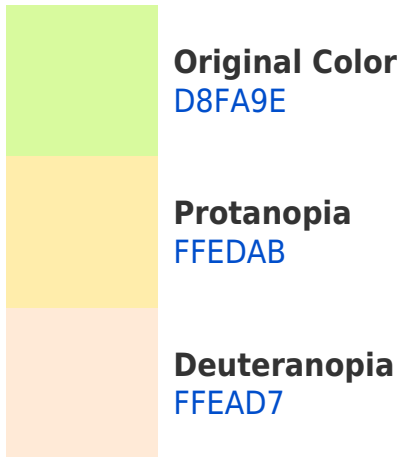 Original Color
D8FA9E
Protanopia
FFEDAB
Deuteranopia
FFEAD7